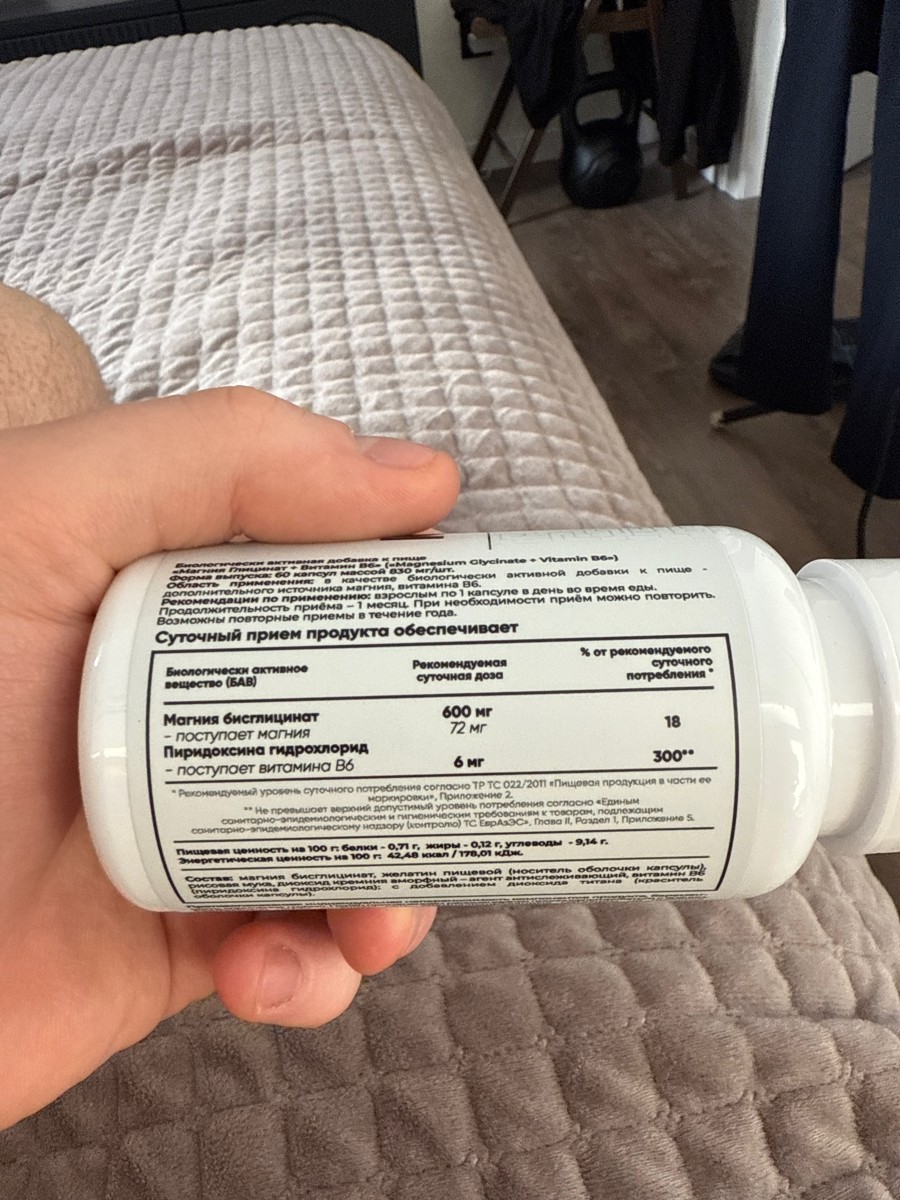 Биологически активная добавка к пище
«Магния Глицинат + Витамин B6» («Magnesium Glycinate + Vitamin B6»)
Форма выпуска: 60 капсул массой 830 мг/шт.
Область применения: в качестве биологически активной добавки к пище -
дополнительного источника магния, витамина B6.
Рекомендации по применению: взрослым по 1 капсуле в день во время еды.
Продолжительность приёма – 1 месяц. При необходимости приём можно повторить.
Возможны повторные приемы в течение года.
Суточный прием продукта обеспечивает
Биологически активное
вещество (БАВ)
Рекомендуемая
суточная доза
% от рекомендуемого
суточного
потребления *
Магния бисглицинат 600 мг
- поступает магния 72 мг 18
Пиридоксина гидрохлорид
- поступает витамина B6 6 мг 300**
* Рекомендуемый уровень суточного потребления согласно ТР ТС 022/2011 «Пищевая продукция в части ее
маркировки», Приложение 2.
** Не превышает верхний допустимый уровень потребления согласно «Единым
санитарно-эпидемиологическим и гигиеническим требованиям к товарам, подлежащим
санитарно-эпидемиологическому надзору (контролю) ТС ЕврАзЭС», Глава II, Раздел 1, Приложение 5.
Пищевая ценность на 100 г: белки - 0,71 г, жиры - 0,12 г, углеводы - 9,14 г.
Энергетическая ценность на 100 г: 42,48 ккал / 178,01 кДж.
Состав: магния бисглицинат, желатин пищевой (носитель оболочки капсулы),
рисовая мука, диоксид кремния аморфный – агент антислеживающий, витамин B6
(пиридоксина гидрохлорид); с добавлением диоксида титана (краситель
оболочки капсулы).